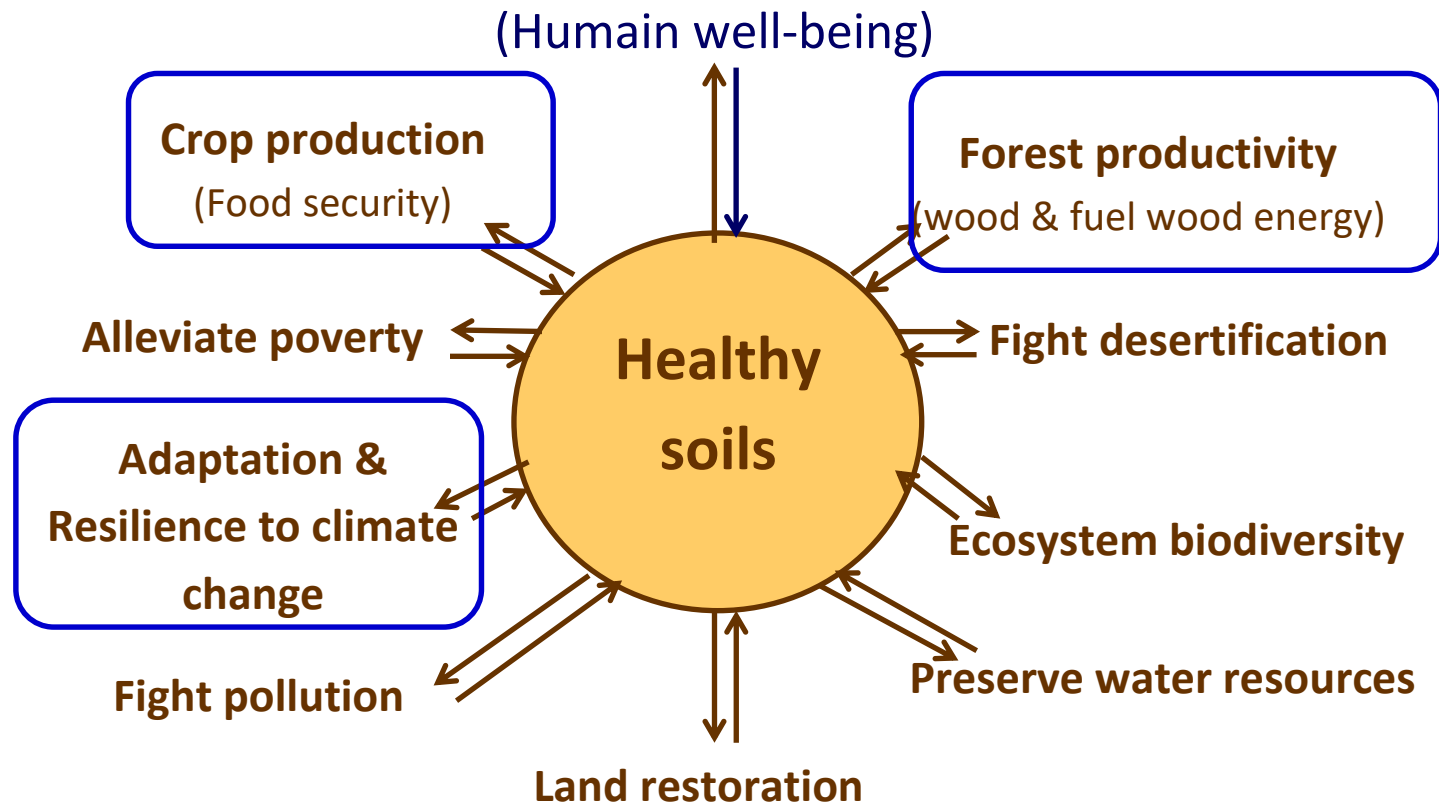 (Humain well-being)
Crop production
(Food security)
Forest productivity
(wood & fuel wood energy)
Alleviate poverty
Healthy
soils
Fight desertification
Adaptation &
Resilience to climate
change
Ecosystem biodiversity
Fight pollution
Preserve water resources
Land restoration